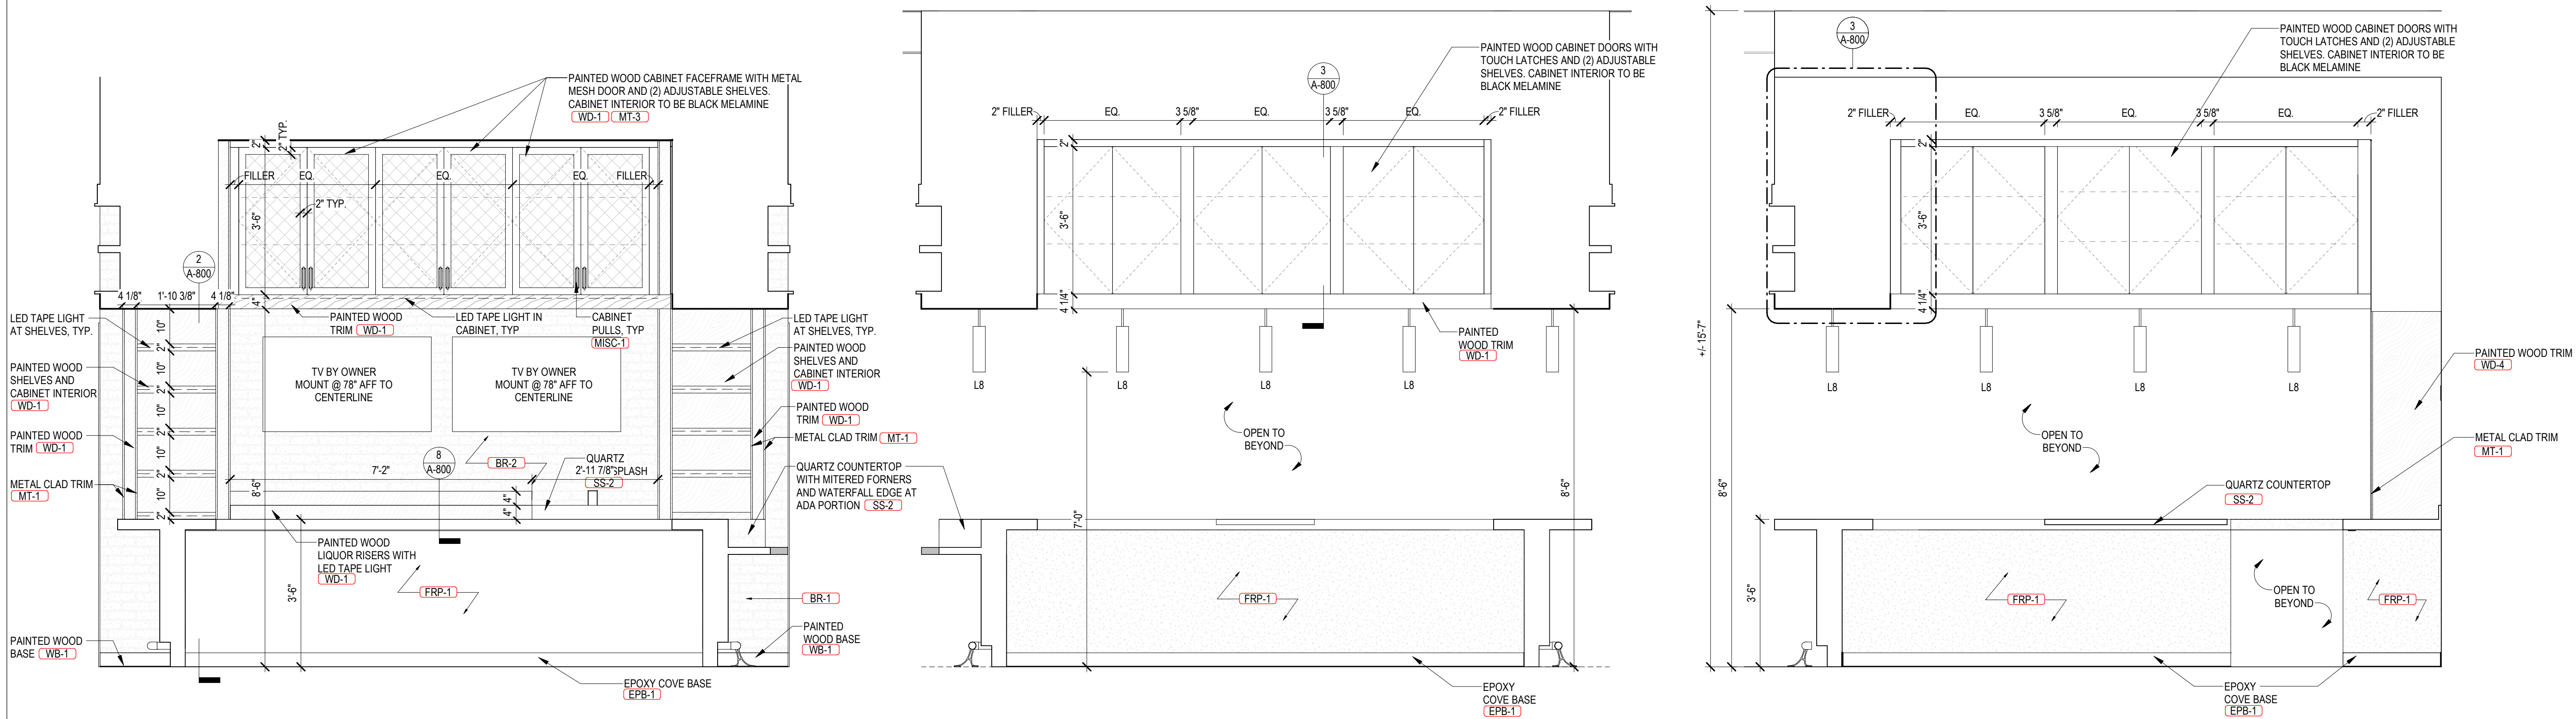 PAINTED WOOD CABINET FACEFRAME WITH METAL
MESH DOOR AND (2) ADJUSTABLE SHELVES.
CABINET INTERIOR TO BE BLACK MELAMINE
WD-1 MT-3
2"
2" TYP.
FILLER
EQ.
EQ.
EQ.
FILLER
2" TYP.
3'-6"
2
A-800
4 1/8"
1'-10 3/8"
4 1/8"
4"
LED TAPE LIGHT
AT SHELVES, TYP.
PAINTED WOOD
SHELVES AND
CABINET INTERIOR
WD-1
PAINTED WOOD
TRIM WD-1
METAL CLAD TRIM
MT-1
PAINTED WOOD
BASE WB-1
10"
2"
10"
2"
10"
2"
10"
2"
10"
2"
PAINTED WOOD
TRIM WD-1
LED TAPE LIGHT IN
CABINET, TYP
CABINET
PULLS, TYP
MISC-1
TV BY OWNER
MOUNT @ 78" AFF TO
CENTERLINE
TV BY OWNER
MOUNT @ 78" AFF TO
CENTERLINE
8
A-800
7'-2"
BR-2
QUARTZ
2'-11 7/8"
SPLASH
SS-2
8'-6"
4"
4"
PAINTED WOOD
LIQUOR RISERS WITH
LED TAPE LIGHT
WD-1
3'-6"
FRP-1
EPOXY COVE BASE
EPB-1
LED TAPE LIGHT
AT SHELVES, TYP.
PAINTED WOOD
SHELVES AND
CABINET INTERIOR
WD-1
PAINTED WOOD
TRIM WD-1
METAL CLAD TRIM MT-1
QUARTZ COUNTERTOP
WITH MITERED FORNERS
AND WATERFALL EDGE AT
ADA PORTION SS-2
BR-1
PAINTED
WOOD BASE
WB-1
3
A-800
PAINTED WOOD CABINET DOORS WITH
TOUCH LATCHES AND (2) ADJUSTABLE
SHELVES. CABINET INTERIOR TO BE
BLACK MELAMINE
2" FILLER
EQ.
3 5/8"
EQ.
3 5/8"
EQ.
2" FILLER
2"
3'-6"
4 1/4"
PAINTED
WOOD TRIM
WD-1
L8
L8
L8
L8
OPEN TO
BEYOND
7'-0"
8'-6"
FRP-1
EPOXY
COVE BASE
EPB-1
+/- 15'-7"
3
A-800
PAINTED WOOD CABINET DOORS WITH
TOUCH LATCHES AND (2) ADJUSTABLE
SHELVES. CABINET INTERIOR TO BE
BLACK MELAMINE
2" FILLER
EQ.
3 5/8"
EQ.
3 5/8"
EQ.
2" FILLER
2"
3'-6"
4 1/4"
L8
L8
L8
L8
PAINTED WOOD TRIM
WD-4
METAL CLAD TRIM
MT-1
OPEN TO
BEYOND
8'-6"
QUARTZ COUNTERTOP
SS-2
3'-6"
FRP-1
OPEN TO
BEYOND
FRP-1
EPOXY
COVE BASE
EPB-1